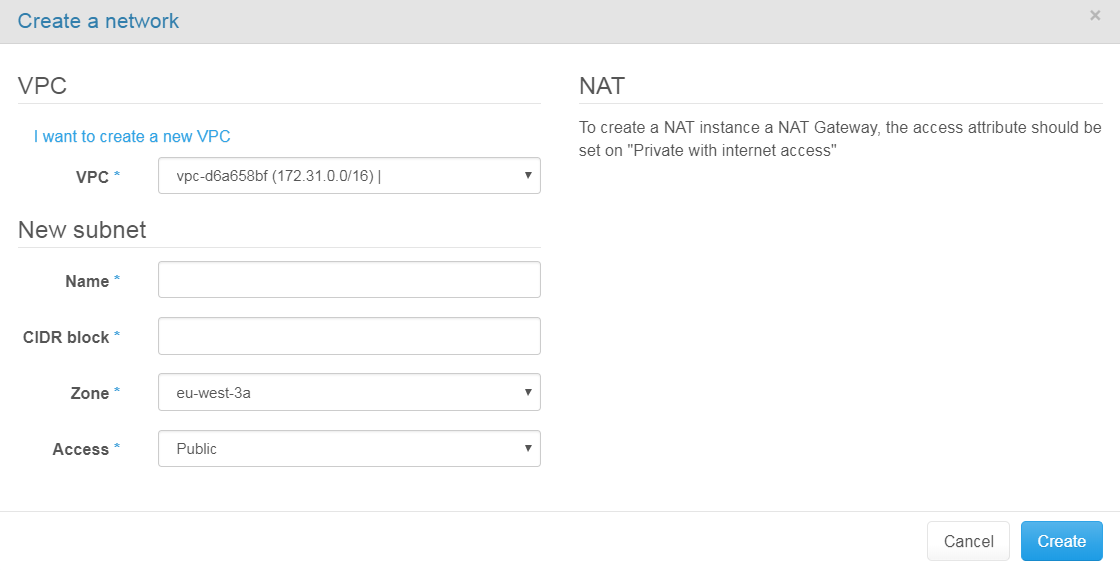 Create a network
×
VPC
I want to create a new VPC
VPC *
vpc-d6a658bf (172.31.0.0/16) |
New subnet
Name *
CIDR block *
Zone *
eu-west-3a
Access *
Public
NAT
To create a NAT instance a NAT Gateway, the access attribute should be
set on "Private with internet access"
Cancel
Create